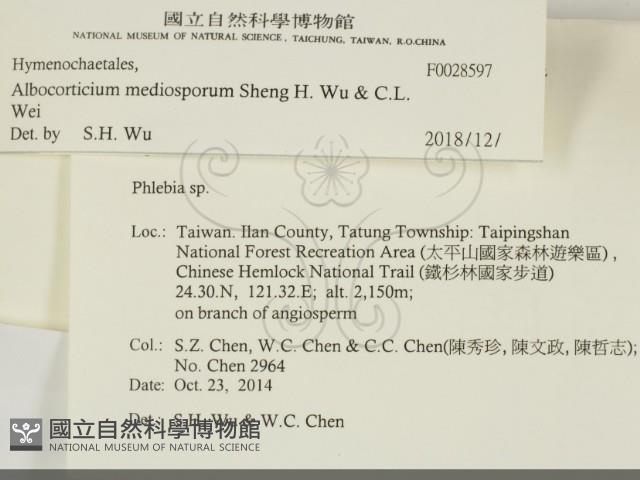 國立自然科學博物館
NATIONAL MUSEUM OF NATURAL SCIENCE, TAICHUNG, TAIWAN, R.O.CHINA
Hymenochaetales,
F0028597
Albocorticium mediosporum Sheng H. Wu & C.L.
Wei
Det. by S.H. Wu
2018/12/
Phlebia sp.
Loc.: Taiwan. Ilan County, Tatung Township: Taipingshan
National Forest Recreation Area (太平山國家森林遊樂區) ,
Chinese Hemlock National Trail (鐵杉林國家步道)
24.30.N, 121.32.E; alt. 2,150m;
on branch of angiosperm
Col.: S.Z. Chen, W.C. Chen & C.C. Chen(陳秀珍, 陳文政, 陳哲志);
No. Chen 2964
Date: Oct. 23, 2014
Det.: S.H. Wu & W.C. Chen
國立自然科學博物館
NATIONAL MUSEUM OF NATURAL SCIENCE